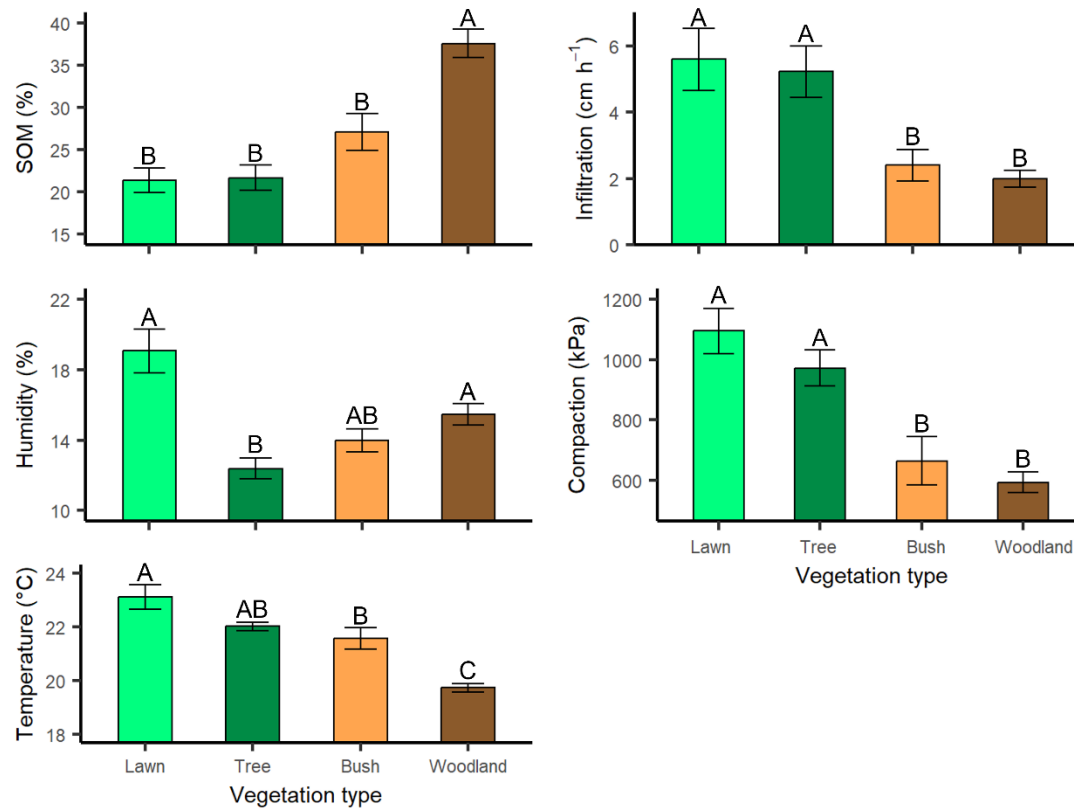 SOM (%)
40
35
30
25
20
15
B
B
B
A
Infiltration (cm h⁻¹)
6
4
2
0
A
A
B
B
Humidity (%)
22
18
14
10
A
B
AB
A
Compaction (kPa)
1200
1000
800
600
A
A
B
B
Lawn Tree Bush Woodland
Vegetation type
Temperature (°C)
24
22
20
18
A
AB
B
C
Lawn Tree Bush Woodland
Vegetation type